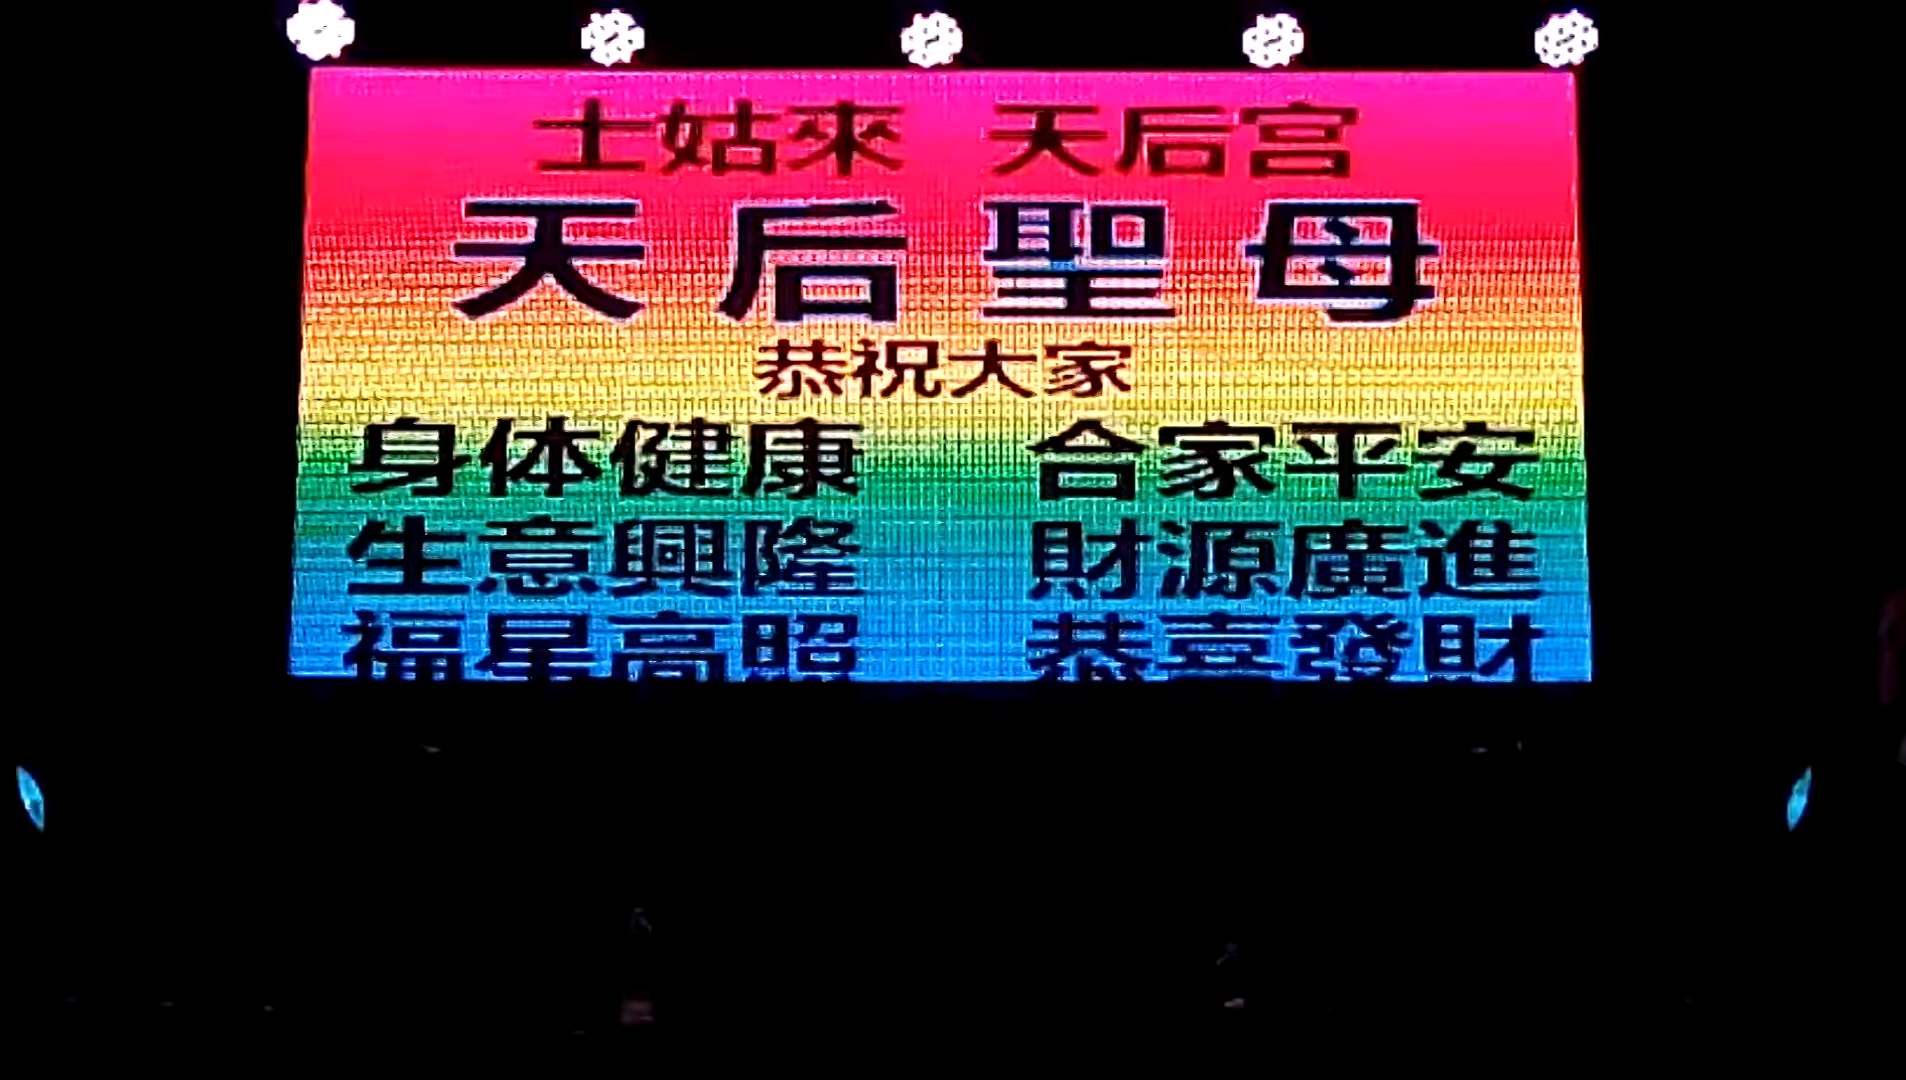 士姑來 天后宮
天后聖母
恭祝大家
身体健康 合家平安
生意興隆 財源廣進
福星高照 恭喜發財